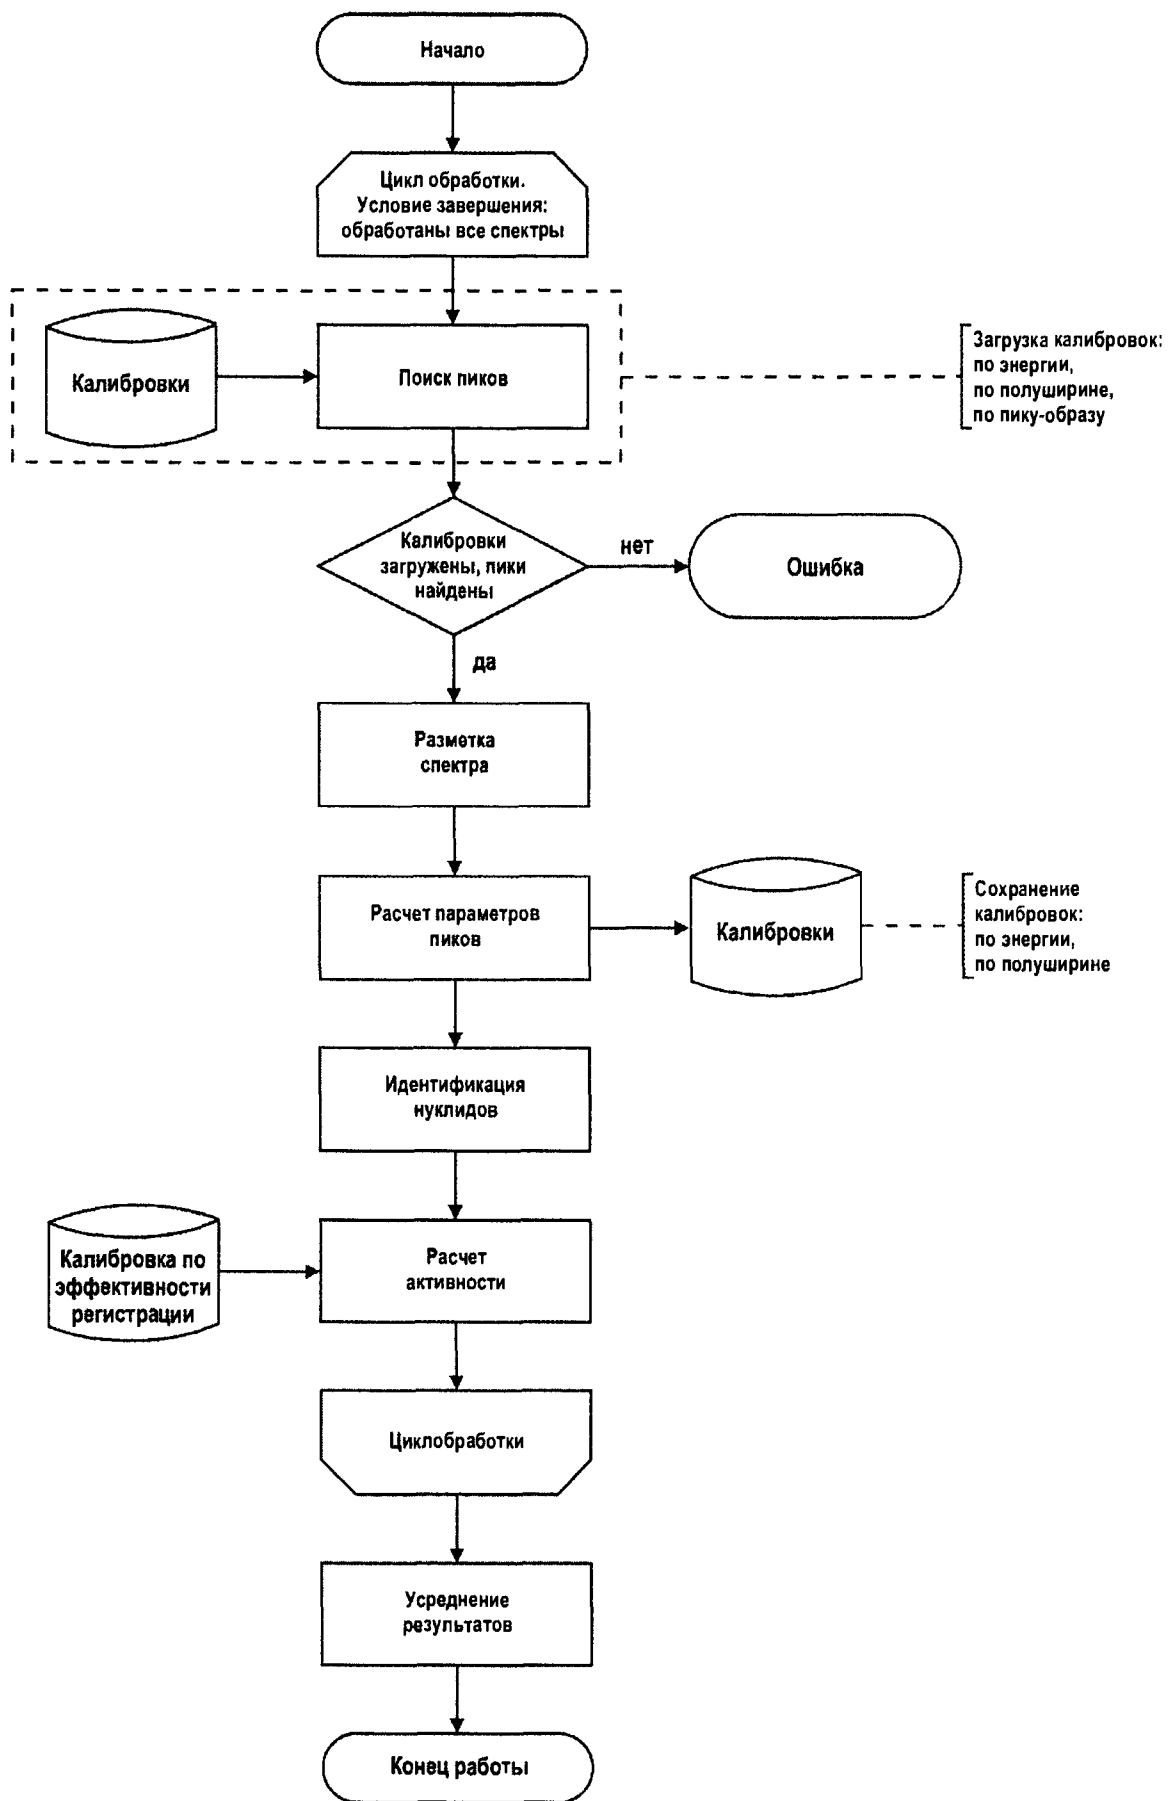 Начало
Цикл обработки.
Условие завершения:
обработаны все спектры
Калибровки
Поиск пиков
Загрузка калибровок:
по энергии,
по полуширине,
по пику-образу
Калибровки
загружены, пики
найдены
нет
Ошибка
да
Разметка
спектра
Расчет параметров
пиков
Калибровки
Сохранение
калибровок:
по энергии,
по полуширине
Идентификация
нуклидов
Калибровка по
эффективности
регистрации
Расчет
активности
Циклобработки
Усреднение
результатов
Конец работы